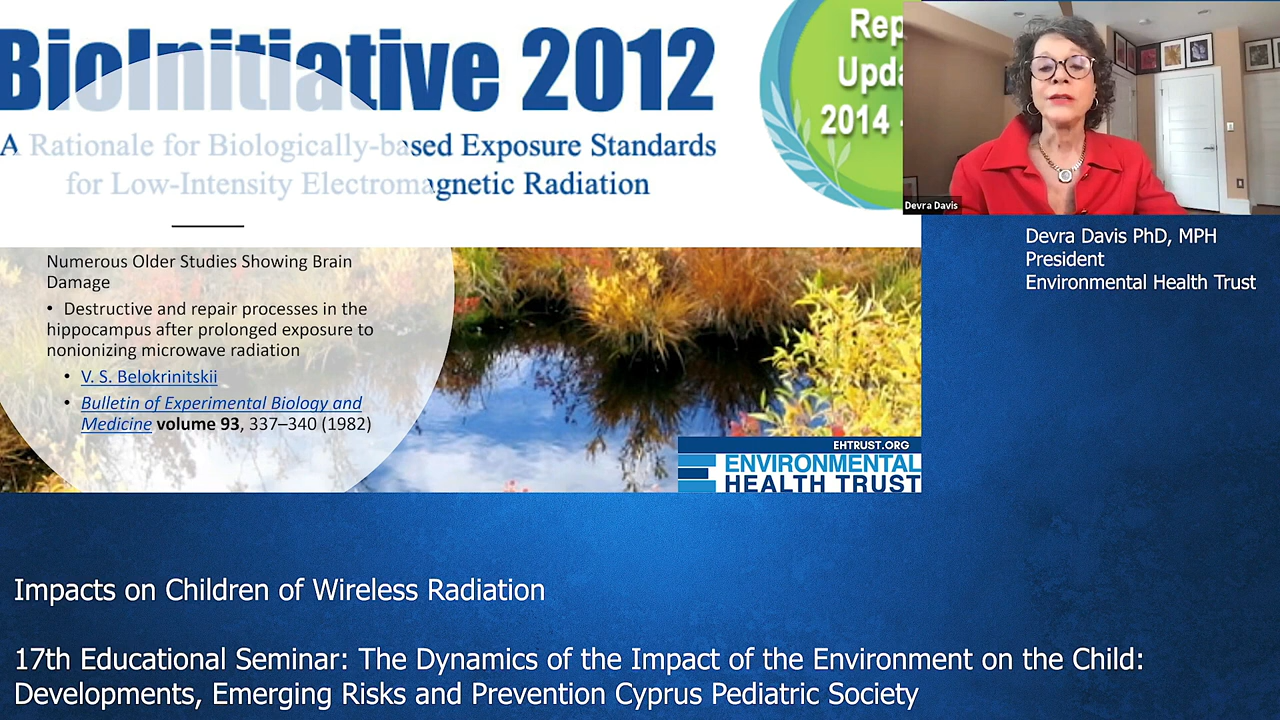 BioInitiative 2012
A Rationale for Biologically-based Exposure Standards
for Low-Intensity Electromagnetic Radiation
2014
Devra Davis
Devra Davis PhD, MPH
President
Environmental Health Trust
Numerous Older Studies Showing Brain
Damage
• Destructive and repair processes in the
hippocampus after prolonged exposure to
nonionizing microwave radiation
• V. S. Belokrinitskii
• Bulletin of Experimental Biology and
Medicine volume 93, 337–340 (1982)
EHTRUST.ORG
ENVIRONMENTAL
HEALTH TRUST
Impacts on Children of Wireless Radiation
17th Educational Seminar: The Dynamics of the Impact of the Environment on the Child:
Developments, Emerging Risks and Prevention Cyprus Pediatric Society